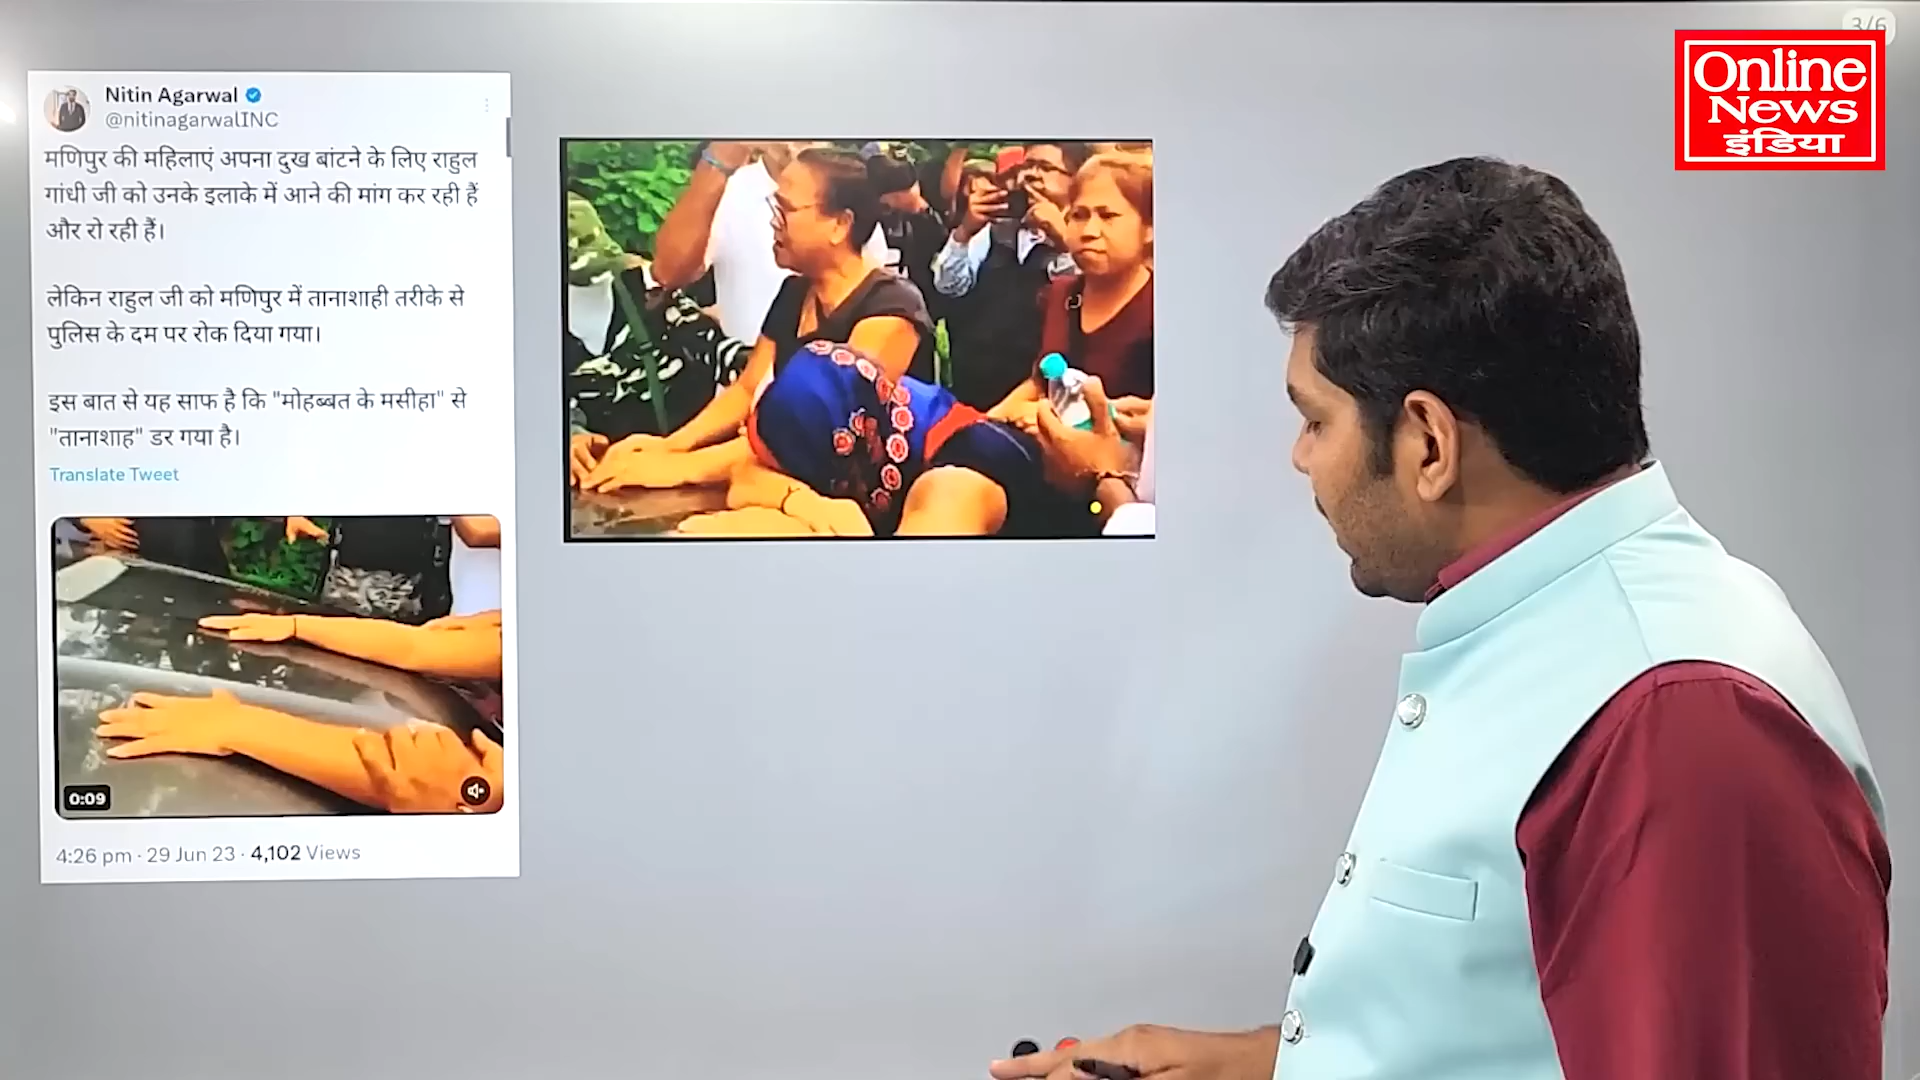 3/6
Online
News
इंडिया
Nitin Agarwal
@nitinagarwalINC
मणिपुर की महिलाएं अपना दुख बांटने के लिए राहुल
गांधी जी को उनके इलाके में आने की मांग कर रही हैं
और रो रही हैं।
लेकिन राहुल जी को मणिपुर में तानाशाही तरीके से
पुलिस के दम पर रोक दिया गया।
इस बात से यह साफ है कि "मोहब्बत के मसीहा" से
"तानाशाह" डर गया है।
Translate Tweet
0:09
4:26 pm · 29 Jun 23 · 4,102 Views